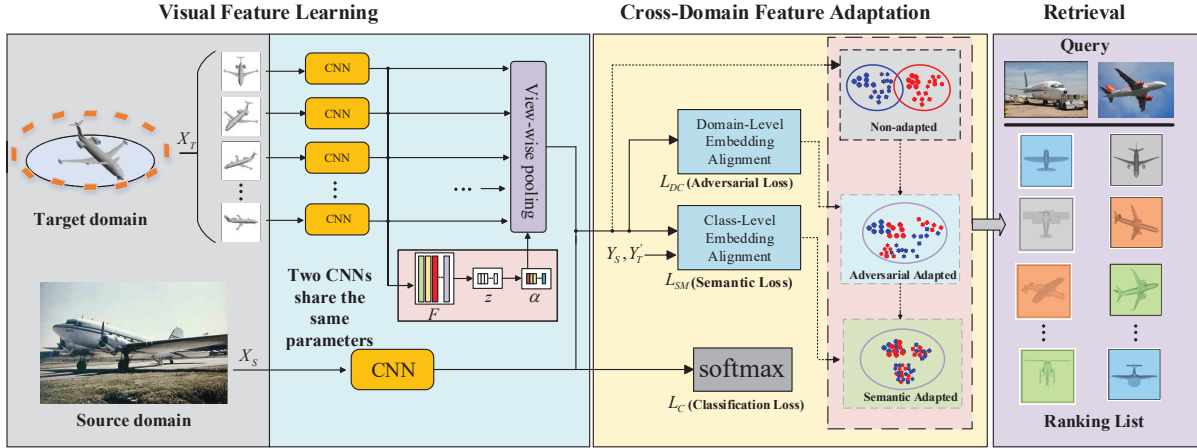 Visual Feature Learning
Cross-Domain Feature Adaptation
Retrieval
X_T
Target domain
X_S
Source domain
CNN
CNN
CNN
CNN
View-wise pooling
F
z
α
Two CNNs
share the
same
parameters
CNN
Domain-Level
Embedding
Alignment
L_DC (Adversarial Loss)
Y_S, Y_T'
Class-Level
Embedding
Alignment
L_SM (Semantic Loss)
softmax
L_C (Classification Loss)
Non-adapted
Adversarial Adapted
Semantic Adapted
Query
Ranking List